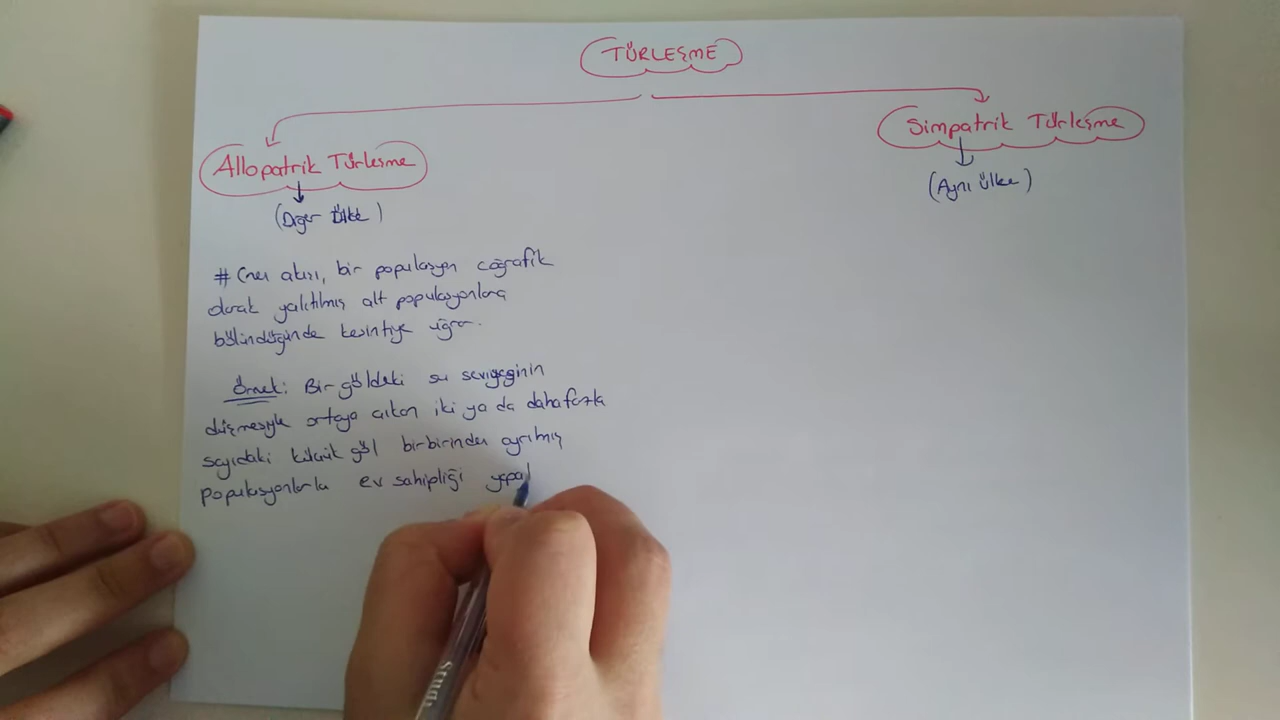 TÜRLEŞME
Allopatrik Türleşme
Simpatrik Türleşme
(Diğer ülke)
(Aynı ülke)
# Gen akışı, bir populasyon coğrafik
olarak yalıtılmış alt populasyonlara
bölündüğünde kesintiye uğrar.
Örnek: Bir göldeki su seviyesinin
düşmesiyle ortaya çıkan iki ya da daha fazla
sayıdaki küçük göl birbirinden ayrılmış
populasyonlarla ev sahipliği yapa